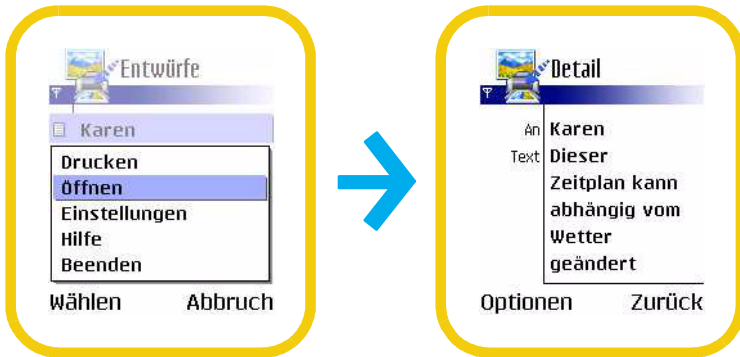 Entwürfe
Karen
Drucken
Öffnen
Einstellungen
Hilfe
Beenden
Wählen Abbruch
Detail
An Karen
Text Dieser
Zeitplan kann
abhängig vom
Wetter
geändert
Optionen Zurück